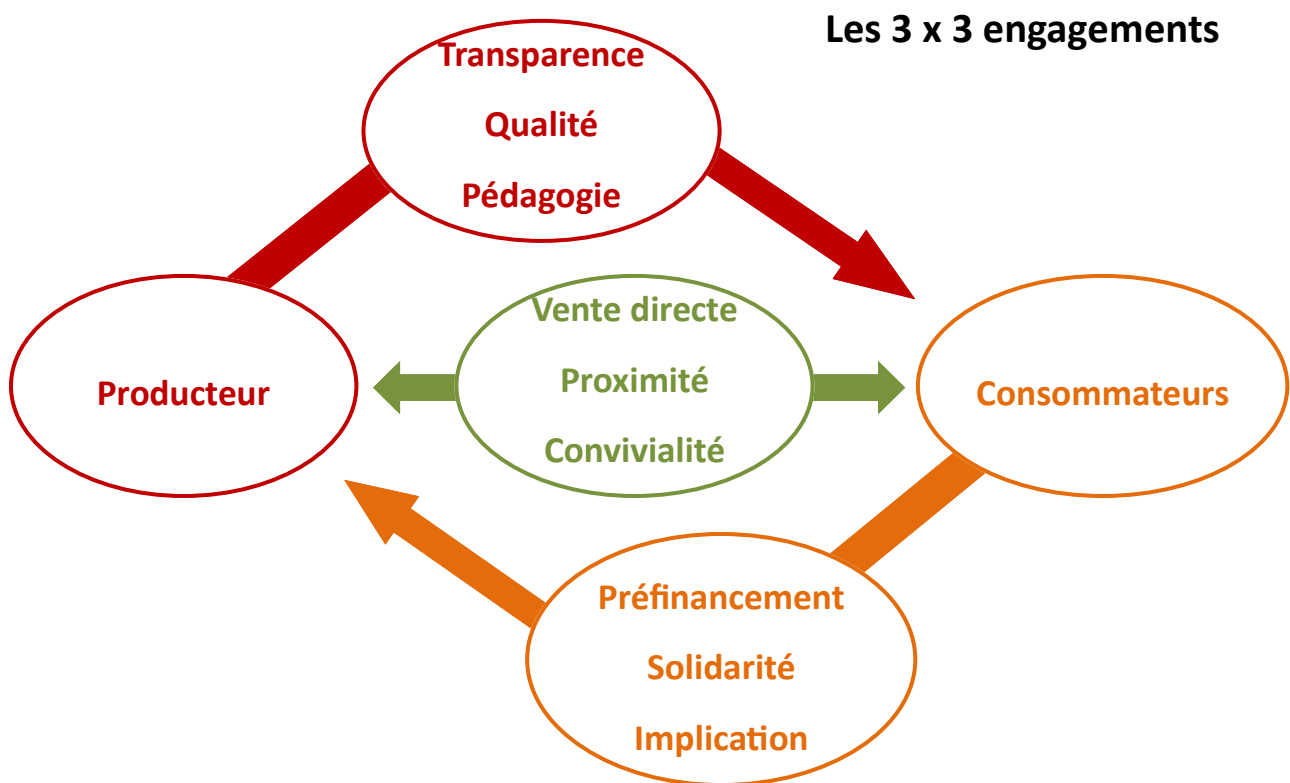 Les 3 x 3 engagements
Transparence
Qualité
Pédagogie
Producteur
Vente directe
Proximité
Convivialité
Consommateurs
Préfinancement
Solidarité
Implication